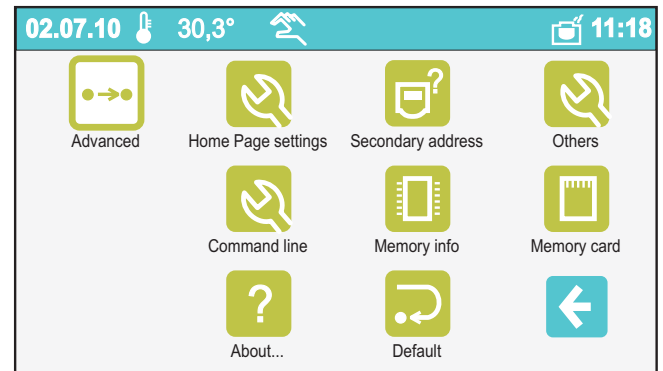 02.07.10 30,3° 11:18
?
Advanced Home Page settings Secondary address Others
Command line Memory info Memory card
?
About... Default